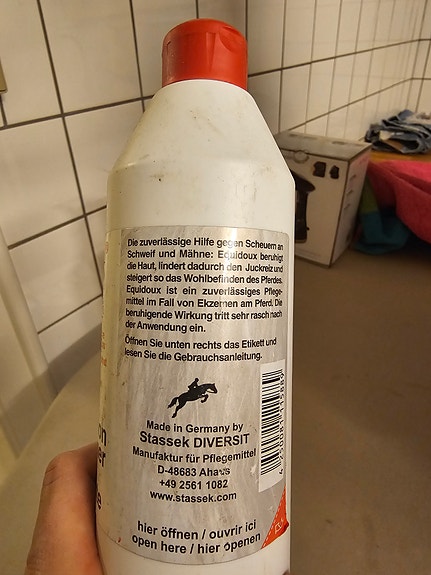 Die zuverlässige Hilfe gegen Scheuern an
Schweif und Mähne: Equidoux beruhigt
die Haut, lindert dadurch den Juckreiz und
steigert so das Wohlbefinden des Pferdes.
Equidoux ist ein zuverlässiges Pflege-
mittel im Fall von Ekzemen am Pferd. Die
beruhigende Wirkung tritt sehr rasch nach
der Anwendung ein.
Öffnen Sie unten rechts das Etikett und
lesen Sie die Gebrauchsanleitung.
Made in Germany by
Stassek DIVERSIT
Manufaktur für Pflegemittel
D-48683 Ahaus
+49 2561 1082
www.stassek.com
hier öffnen / ouvrir ici
open here / hier openen